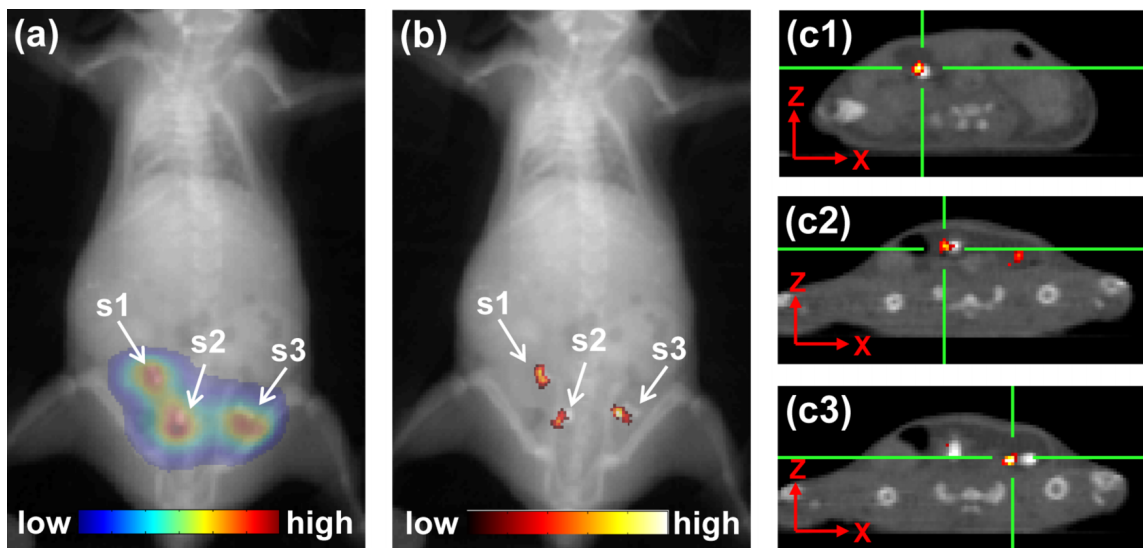 (a)
s1
s2
s3
low high
(b)
s1
s2
s3
low high
(c1)
Z
X
(c2)
Z
X
(c3)
Z
X